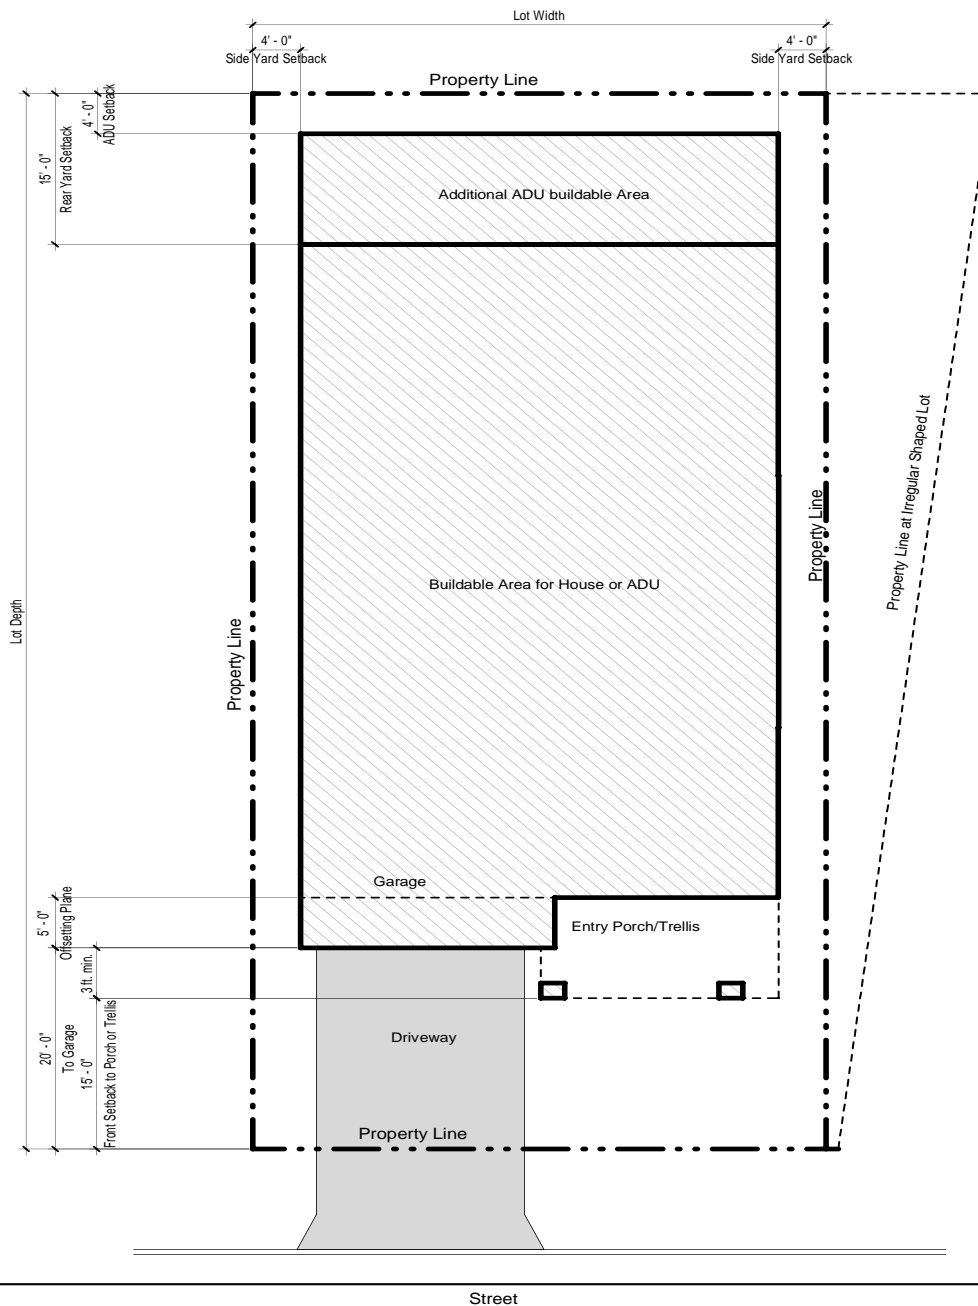 Lot Width
4' - 0"
4' - 0"
Side Yard Setback
Side Yard Setback
Property Line
4' - 0"
ADU Setback
15' - 0"
Rear Yard Setback
Additional ADU buildable Area
Buildable Area for House or ADU
Property Line
Property Line at Irregular Shaped Lot
Lot Depth
Property Line
Garage
5' - 0"
Offsetting Plane
Entry Porch/Trellis
3 ft. min.
Driveway
20' - 0"
To Garage
15' - 0"
Front Setback to Porch or Trellis
Property Line
Street